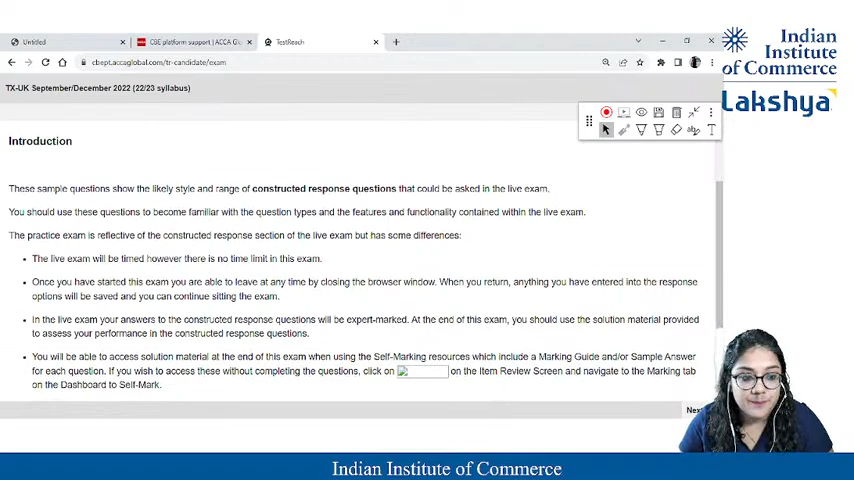 Untitled
CBE platform support | ACCA Glo
TestReach
cbept.accaglobal.com/tr-candidate/exam
TX-UK September/December 2022 (22/23 syllabus)
Indian
Institute
of Commerce
Lakshya
Introduction
These sample questions show the likely style and range of constructed response questions that could be asked in the live exam.
You should use these questions to become familiar with the question types and the features and functionality contained within the live exam.
The practice exam is reflective of the constructed response section of the live exam but has some differences:
• The live exam will be timed however there is no time limit in this exam.
• Once you have started this exam you are able to leave at any time by closing the browser window. When you return, anything you have entered into the response
options will be saved and you can continue sitting the exam.
• In the live exam your answers to the constructed response questions will be expert-marked. At the end of this exam, you should use the solution material provided
to assess your performance in the constructed response questions.
• You will be able to access solution material at the end of this exam when using the Self-Marking resources which include a Marking Guide and/or Sample Answer
for each question. If you wish to access these without completing the questions, click on on the Item Review Screen and navigate to the Marking tab
on the Dashboard to Self-Mark.
Nex
Indian Institute of Commerce